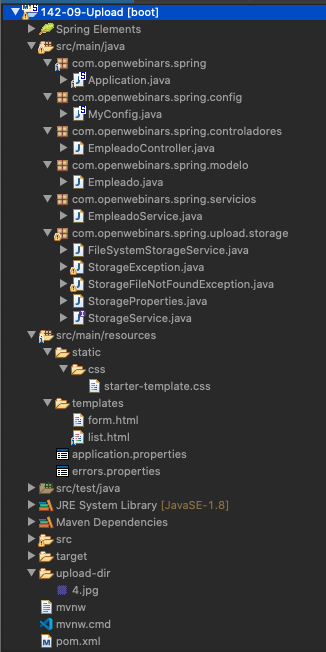 142-09-Upload [boot]
Spring Elements
src/main/java
com.openwebinars.spring
Application.java
com.openwebinars.spring.config
MyConfig.java
com.openwebinars.spring.controladores
EmpleadoController.java
com.openwebinars.spring.modelo
Empleado.java
com.openwebinars.spring.servicios
EmpleadoService.java
com.openwebinars.spring.upload.storage
FileSystemStorageService.java
StorageException.java
StorageFileNotFoundException.java
StorageProperties.java
StorageService.java
src/main/resources
static
css
starter-template.css
templates
form.html
list.html
application.properties
errors.properties
src/test/java
JRE System Library [JavaSE-1.8]
Maven Dependencies
src
target
upload-dir
4.jpg
mvnw
mvnw.cmd
pom.xml